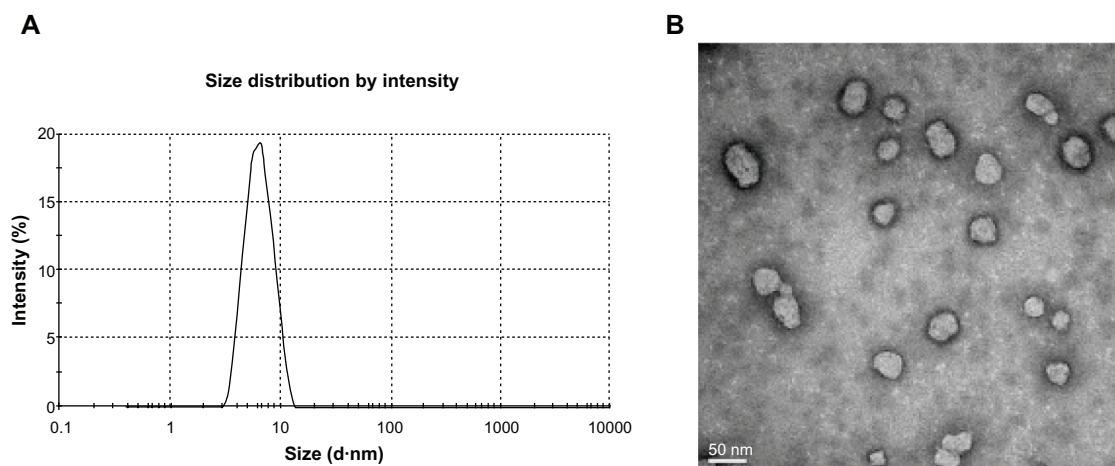 A
B
Size distribution by intensity
20
15
10
5
0
Intensity (%)
0.1 1 10 100 1000 10000
Size (d·nm)
50 nm